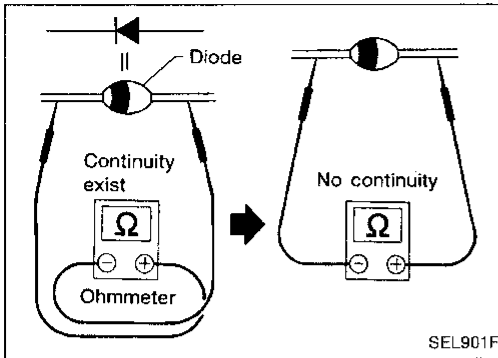 Diode
Continuity
exist
Ω
⊖ ⊕
Ohmmeter
No continuity
Ω
⊖ ⊕
SEL901F